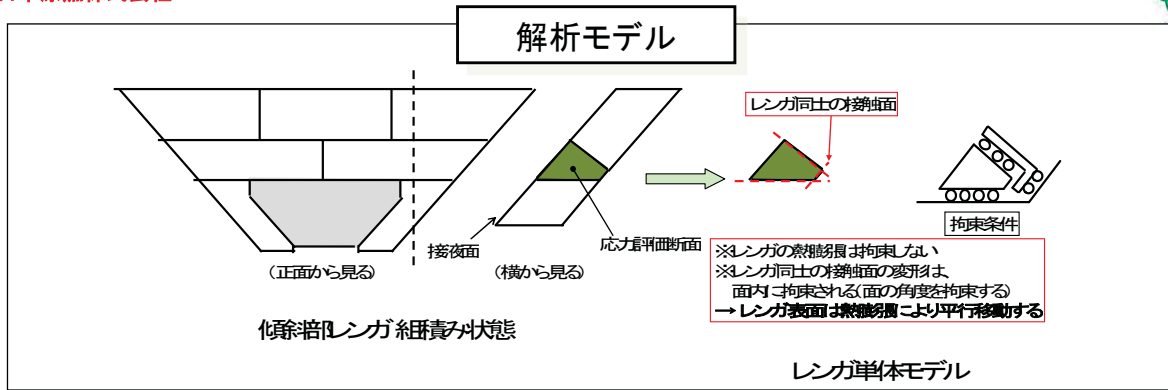 解析モデル
レンガ同士の接触面
拘束条件
接液面
応力評価断面
(正面から見る)
(横から見る)
※レンガの熱膨張は拘束しない
※レンガ同士の接触面の変形は、
面内に拘束される(面の角度を拘束する)
→ レンガ表面は熱膨張により平行移動する
傾斜部レンガ組積み状態
レンガ単体モデル